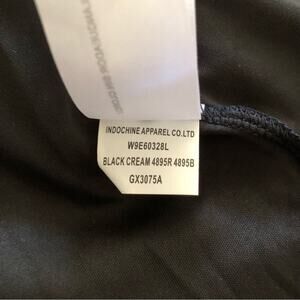 INDOCHINE APPAREL CO.LTD
W9E60328L
BLACK CREAM 4895R 4895B
GX3075A